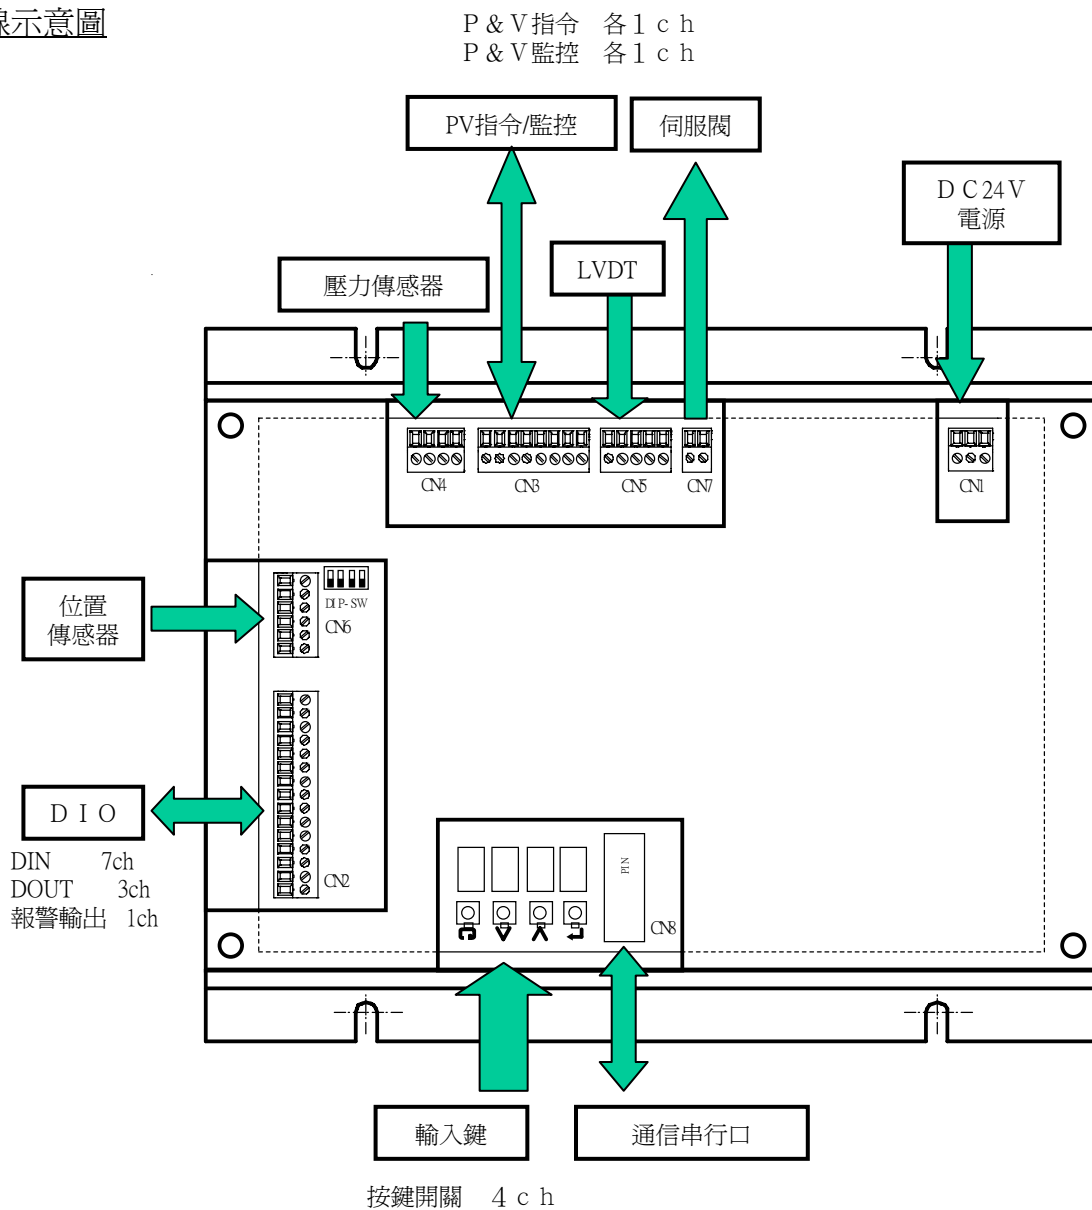 線示意圖
Ｐ＆Ｖ指令　各１ｃｈ
Ｐ＆Ｖ監控　各１ｃｈ
PV指令/監控
伺服閥
ＤＣ24Ｖ
電源
壓力傳感器
LVDT
CN4
CN3
CN5
CN7
CN1
位置
傳感器
DIP-SW
CN6
ＤＩＯ
DIN 7ch
DOUT 3ch
報警輸出 1ch
CN2
PIN
CN8
輸入鍵
通信串行口
按鍵開關　４ｃｈ